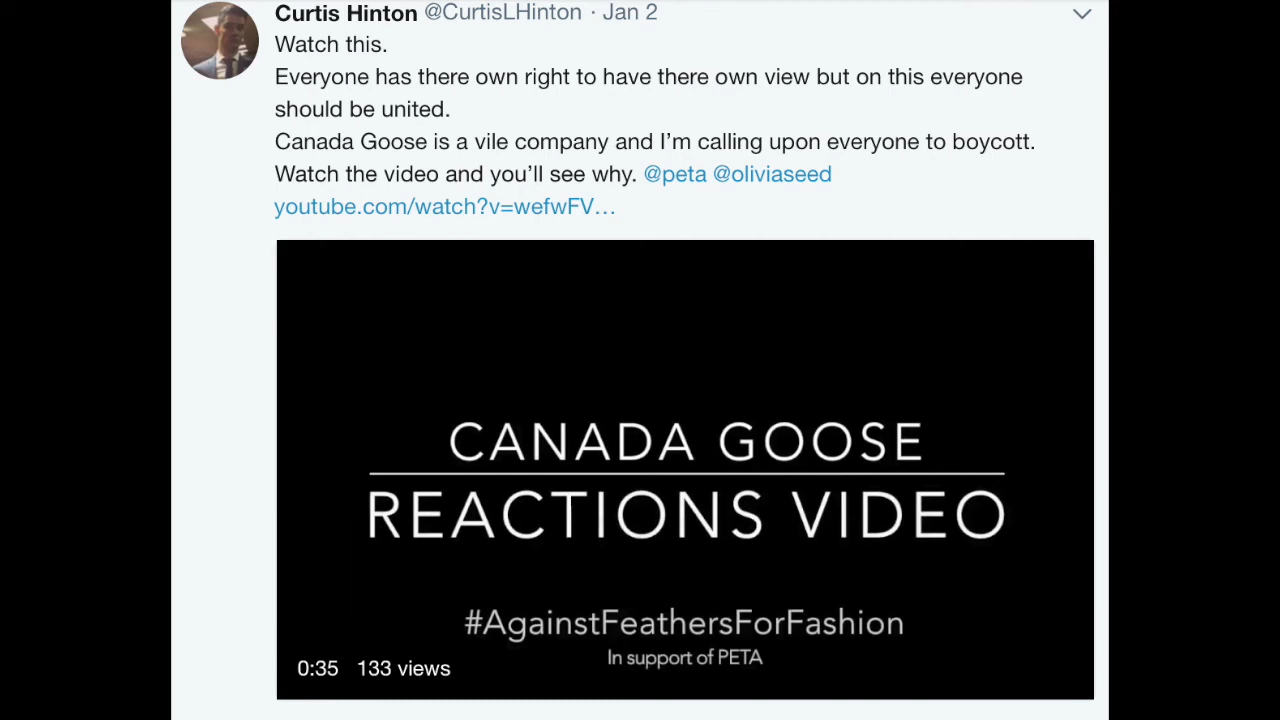 Curtis Hinton @CurtisLHinton · Jan 2
Watch this.
Everyone has there own right to have there own view but on this everyone
should be united.
Canada Goose is a vile company and I'm calling upon everyone to boycott.
Watch the video and you'll see why. @peta @oliviaseed
youtube.com/watch?v=wefwFV…
CANADA GOOSE
REACTIONS VIDEO
#AgainstFeathersForFashion
In support of PETA
0:35 133 views